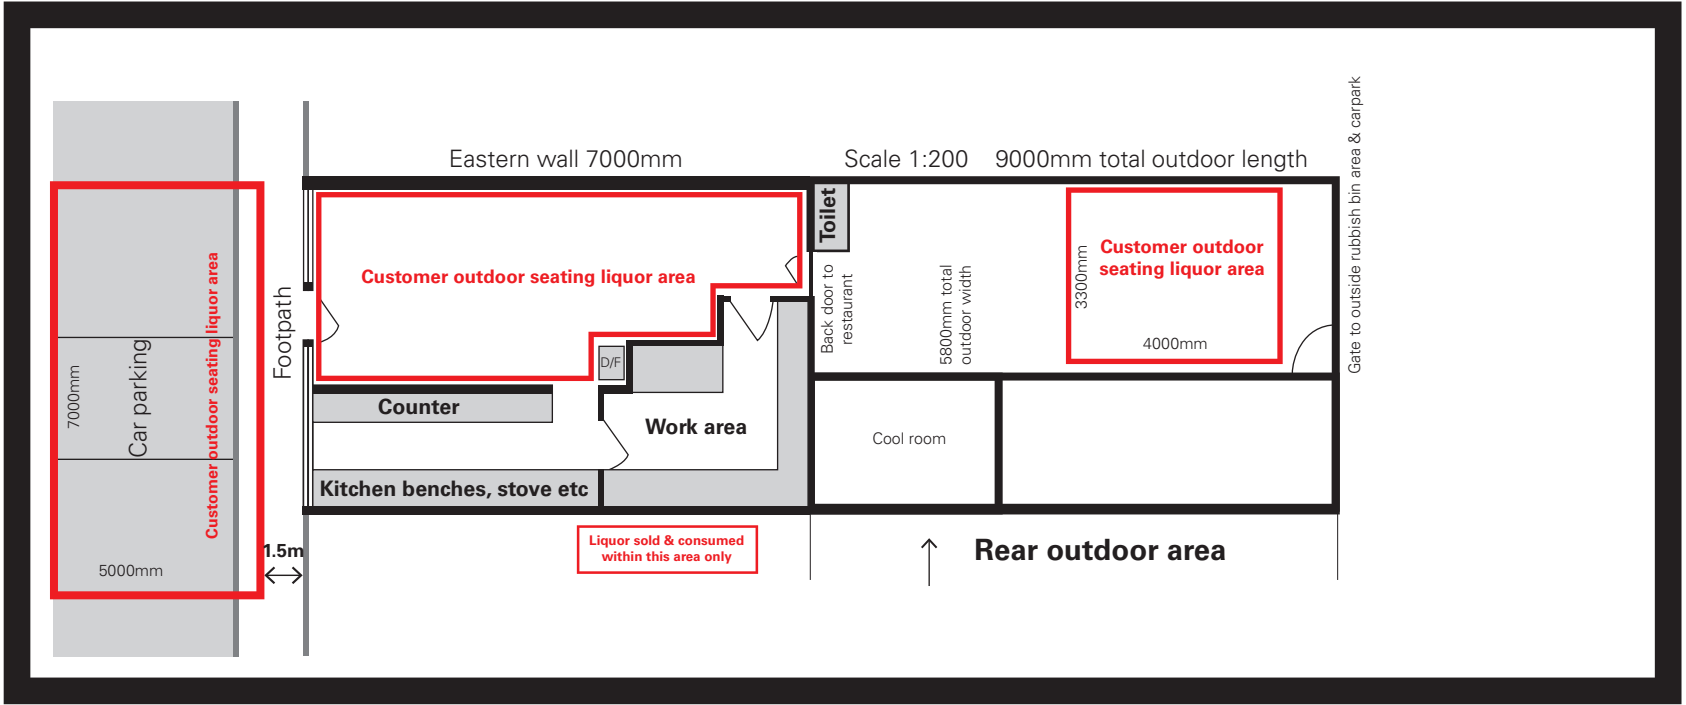 Eastern wall 7000mm
Scale 1:200
9000mm total outdoor length
Gate to outside rubbish bin area & carpark
Toilet
Customer outdoor seating liquor area
Customer outdoor
seating liquor area
3300mm
4000mm
Back door to
restaurant
5800mm total
outdoor width
Footpath
Car parking
7000mm
Customer outdoor seating liquor area
5000mm
1.5m
D/F
Counter
Work area
Cool room
Kitchen benches, stove etc
Liquor sold & consumed
within this area only
Rear outdoor area